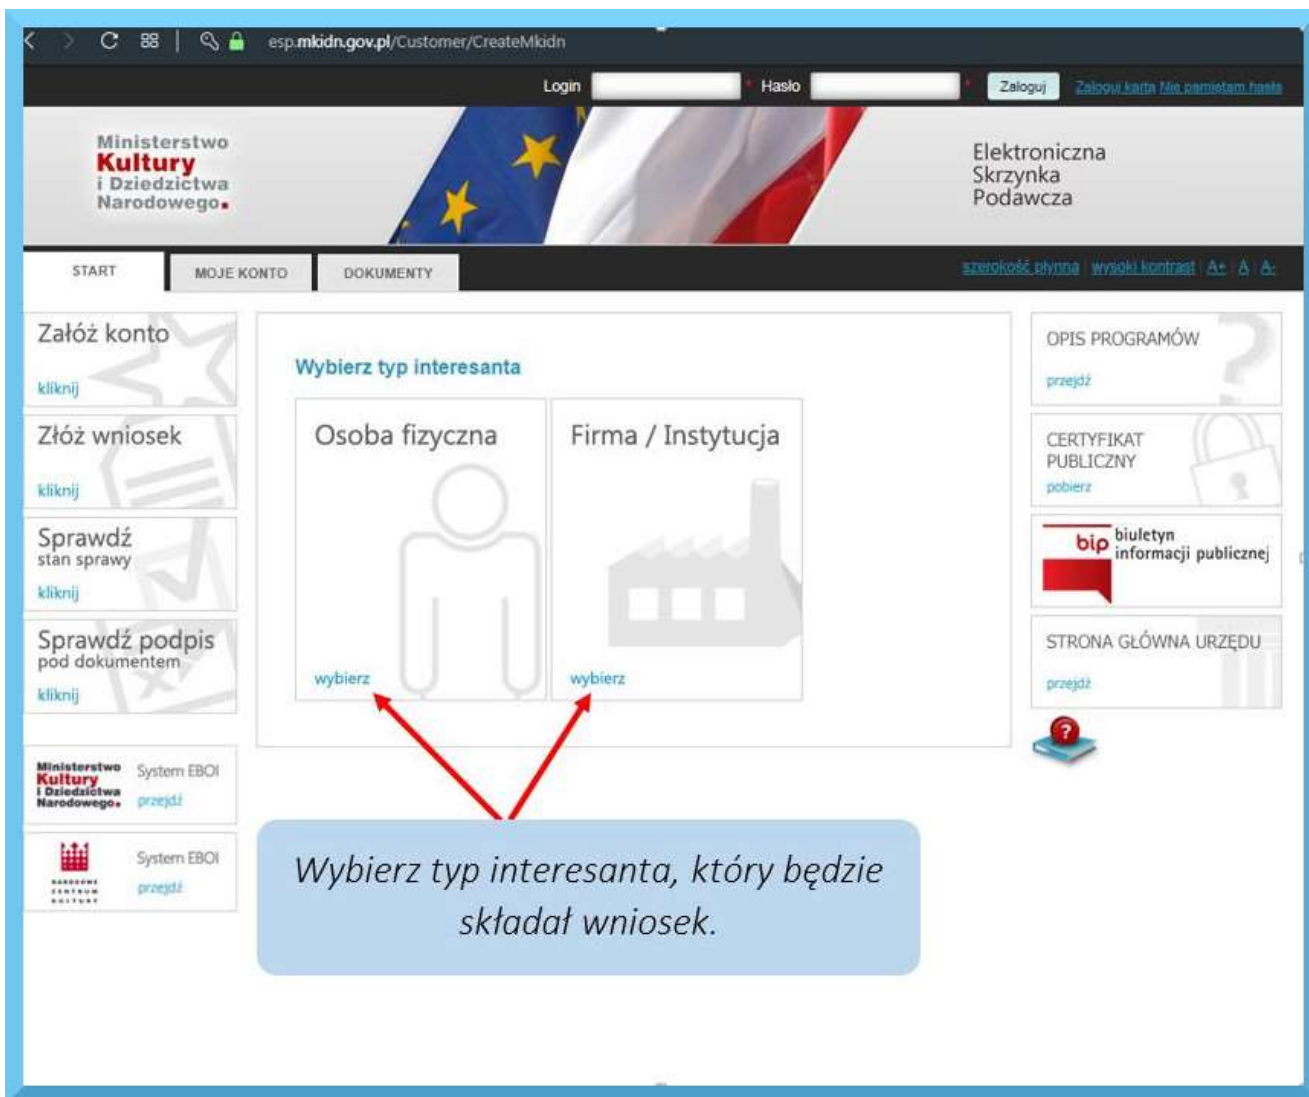 esp.mkidn.gov.pl/Customer/CreateMkidn
Login * Hasło * Zaloguj Zaloguj kartą Nie pamiętam hasła
Ministerstwo
Kultury
i Dziedzictwa
Narodowego
Elektroniczna
Skrzynka
Podawcza
START MOJE KONTO DOKUMENTY szerokość płynna | wysoki kontrast | A+ | A | A-
Załóż konto
kliknij
Złóż wniosek
kliknij
Sprawdź
stan sprawy
kliknij
Sprawdź podpis
pod dokumentem
kliknij
Ministerstwo
Kultury
i Dziedzictwa
Narodowego
System EBOI
przejdź
NARODOWE
CENTRUM
KULTURY
System EBOI
przejdź
Wybierz typ interesanta
Osoba fizyczna
wybierz
Firma / Instytucja
wybierz
Wybierz typ interesanta, który będzie
składał wniosek.
OPIS PROGRAMÓW
przejdź
?
CERTYFIKAT
PUBLICZNY
pobierz
bip biuletyn
informacji publicznej
STRONA GŁÓWNA URZĘDU
przejdź
?